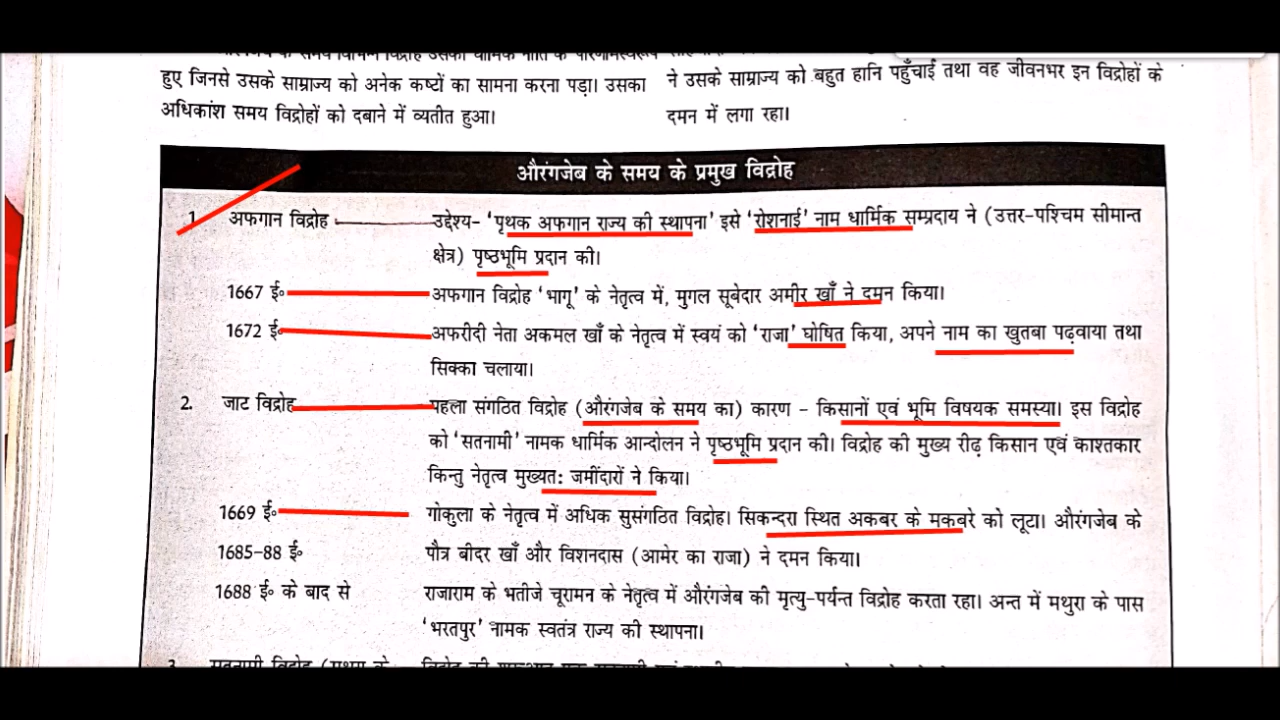 हुए जिनसे उसके साम्राज्य को अनेक कष्टों का सामना करना पड़ा। उसका
अधिकांश समय विद्रोहों को दबाने में व्यतीत हुआ।
ने उसके साम्राज्य को बहुत हानि पहुँचाई तथा वह जीवनभर इन विद्रोहों के
दमन में लगा रहा।
औरंगजेब के समय के प्रमुख विद्रोह
1. अफगान विद्रोह उद्देश्य- 'पृथक अफगान राज्य की स्थापना' इसे 'रोशनाई' नाम धार्मिक सम्प्रदाय ने (उत्तर-पश्चिम सीमान्त
क्षेत्र) पृष्ठभूमि प्रदान की।
1667 ई॰ अफगान विद्रोह 'भागू' के नेतृत्व में, मुगल सूबेदार अमीर खाँ ने दमन किया।
1672 ई॰ अफरीदी नेता अकमल खाँ के नेतृत्व में स्वयं को 'राजा' घोषित किया, अपने नाम का खुतबा पढ़वाया तथा
सिक्का चलाया।
2. जाट विद्रोह पहला संगठित विद्रोह (औरंगजेब के समय का) कारण - किसानों एवं भूमि विषयक समस्या। इस विद्रोह
को 'सतनामी' नामक धार्मिक आन्दोलन ने पृष्ठभूमि प्रदान की। विद्रोह की मुख्य रीढ़ किसान एवं काश्तकार
किन्तु नेतृत्व मुख्यत: जमींदारों ने किया।
1669 ई॰ गोकुला के नेतृत्व में अधिक सुसंगठित विद्रोह। सिकन्दरा स्थित अकबर के मकबरे को लूटा। औरंगजेब के
1685-88 ई॰ पौत्र बीदर खाँ और विशनदास (आमेर का राजा) ने दमन किया।
1688 ई॰ के बाद से राजाराम के भतीजे चूरामन के नेतृत्व में औरंगजेब की मृत्यु-पर्यन्त विद्रोह करता रहा। अन्त में मथुरा के पास
'भरतपुर' नामक स्वतंत्र राज्य की स्थापना।